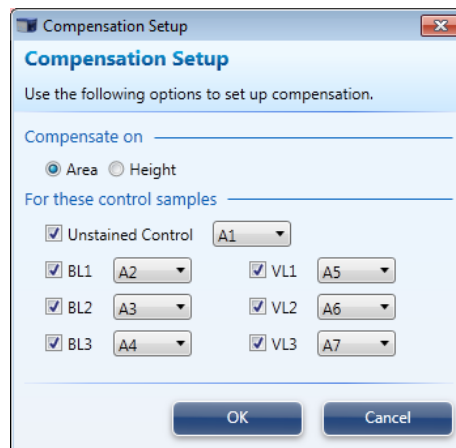 Compensation Setup
Compensation Setup
Use the following options to set up compensation.
Compensate on
Area Height
For these control samples
Unstained Control A1
BL1 A2 VL1 A5
BL2 A3 VL2 A6
BL3 A4 VL3 A7
OK Cancel